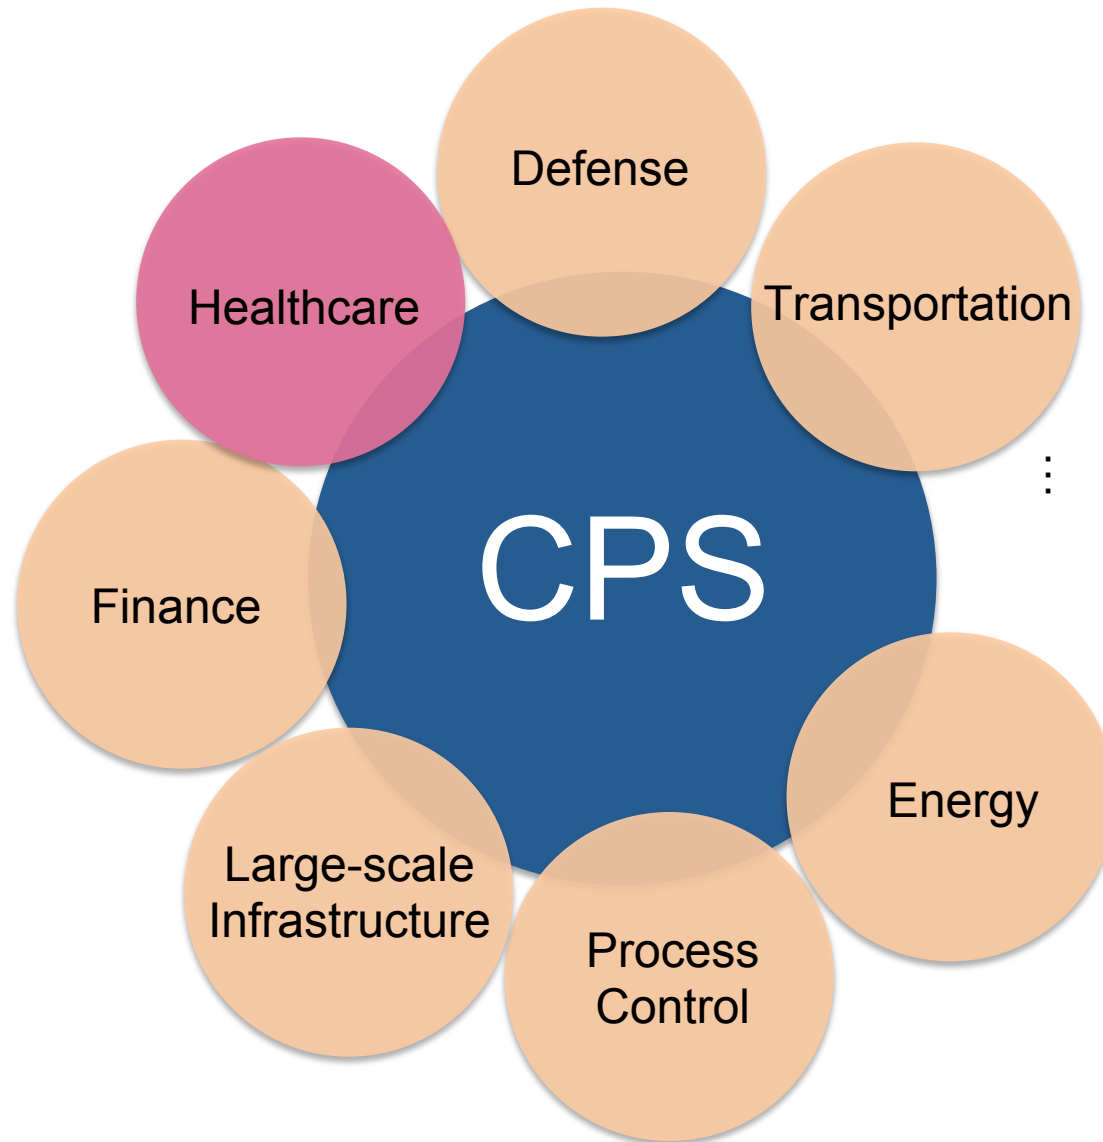 Defense
Healthcare
Transportation
⋮
CPS
Finance
Energy
Large-scale
Infrastructure
Process
Control